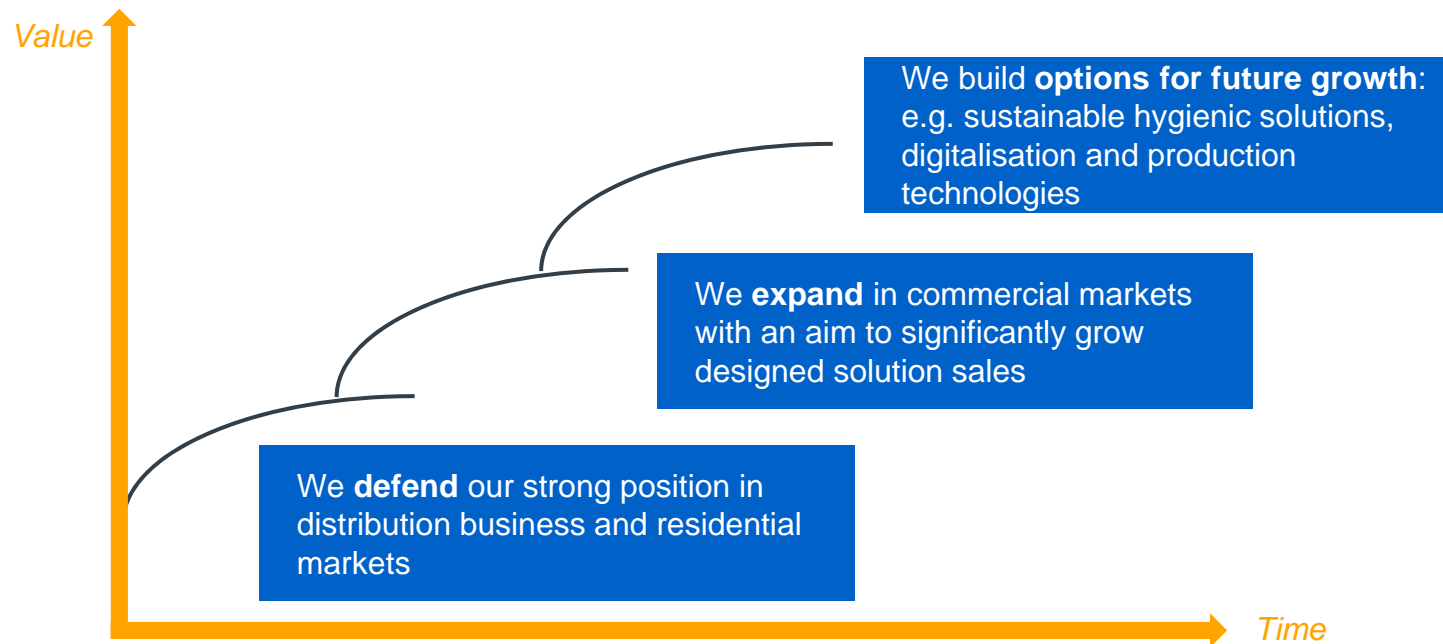 Value
We build options for future growth:
e.g. sustainable hygienic solutions,
digitalisation and production
technologies
We expand in commercial markets
with an aim to significantly grow
designed solution sales
We defend our strong position in
distribution business and residential
markets
Time